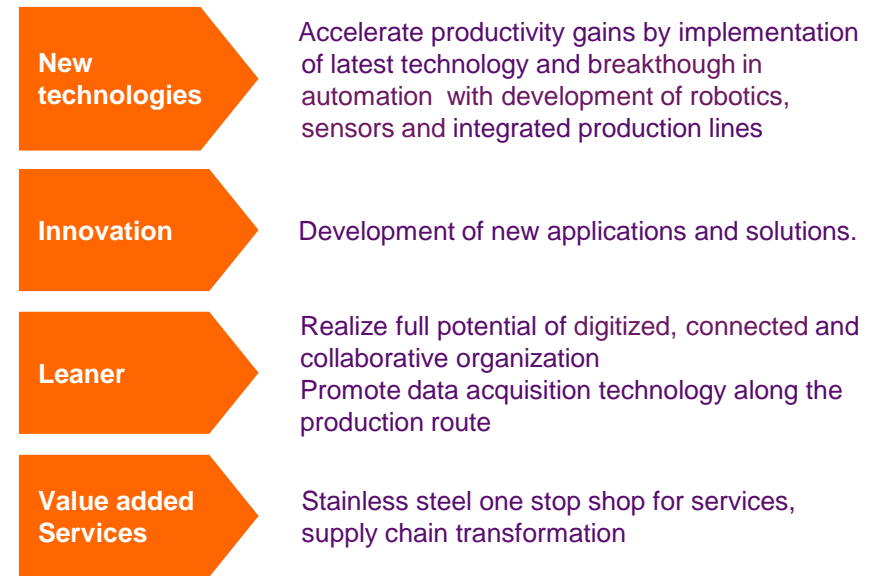 New
technologies
Accelerate productivity gains by implementation
of latest technology and breakthough in
automation with development of robotics,
sensors and integrated production lines
Innovation
Development of new applications and solutions.
Leaner
Realize full potential of digitized, connected and
collaborative organization
Promote data acquisition technology along the
production route
Value added
Services
Stainless steel one stop shop for services,
supply chain transformation